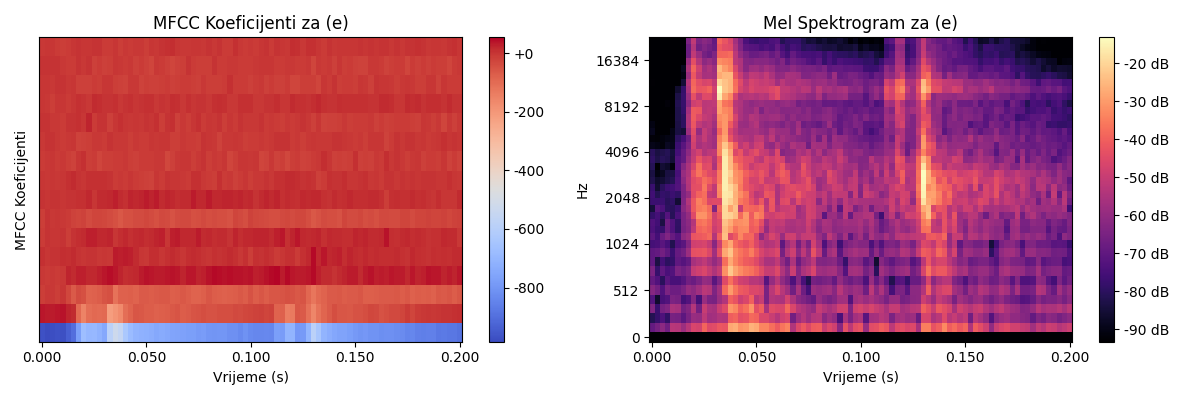 MFCC Koeficijenti za (e)
MFCC Koeficijenti
+0
-200
-400
-600
-800
0.000 0.050 0.100 0.150 0.200
Vrijeme (s)
Mel Spektrogram za (e)
Hz
16384
8192
4096
2048
1024
512
0
-20 dB
-30 dB
-40 dB
-50 dB
-60 dB
-70 dB
-80 dB
-90 dB
0.000 0.050 0.100 0.150 0.200
Vrijeme (s)